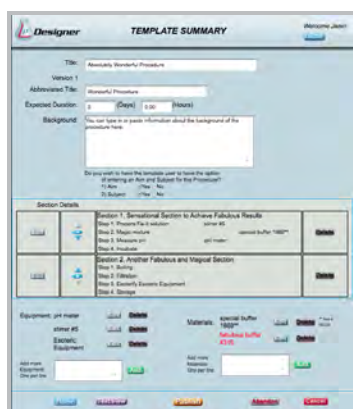 Designer
TEMPLATE SUMMARY
Welcome Jason
Title: Absolutely Wonderful Procedure
Version 1
Abbreviated Title: Wonderful Procedure
Expected Duration: (Days) (Hours)
Background: You can type in or paste information about the background of the
procedure here.
Do you wish to have the template user to have the option
of entering an Aim and Subject for this Procedure?
1) Aim Yes No
2) Subject Yes No
Section Details
Section 1. Sensational Section to Achieve Fabulous Results
Step 1. Prepare Fix-it solution stirrer #5
Step 2. Magic mixture special buffer
Step 3. Measure pH pH meter
Step 4. Incubate
Delete
Section 2. Another Fabulous and Magical Section
Step 1. Boiling
Step 2. Filtration
Step 3. Esoterify Esoteric Equipment
Step 4. Storage
Delete
Equipment: pH meter Delete
stirrer #5 Delete
Esoteric
Equipment Delete
Materials: special buffer
Delete
fabulous buffer
Delete
Add more
Equipment
One per line
Add
Add more
Materials
One per line
Add
Cancel